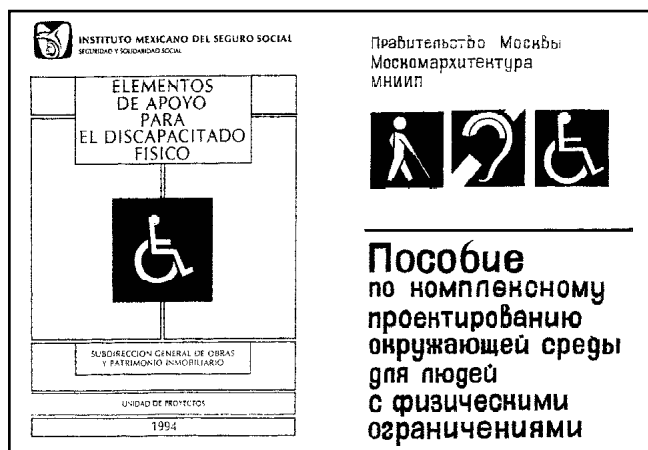 INSTITUTO MEXICANO DEL SEGURO SOCIAL
SEGURIDAD Y SOLIDARIDAD SOCIAL
ELEMENTOS
DE APOYO
PARA
EL DISCAPACITADO
FISICO
SUBDIRECCION GENERAL DE OBRAS
Y PATRIMONIO INMOBILIARIO
UNIDAD DE PROYECTOS
1994
Правительство Москвы
Москомархитектура
МНИИП
Пособие
по комплексному
проектированию
окружающей среды
для людей
с физическими
ограничениями